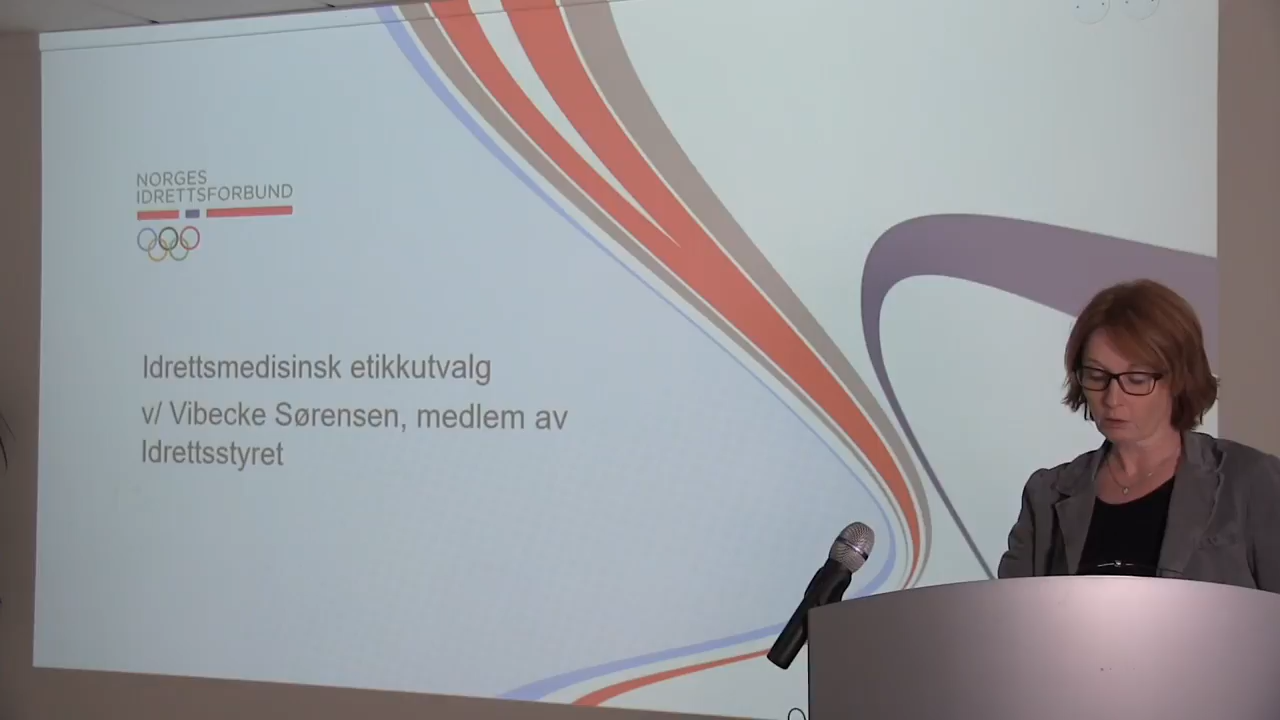 NORGES
IDRETTSFORBUND
Idrettsmedisinsk etikkutvalg
v/ Vibecke Sørensen, medlem av
Idrettsstyret